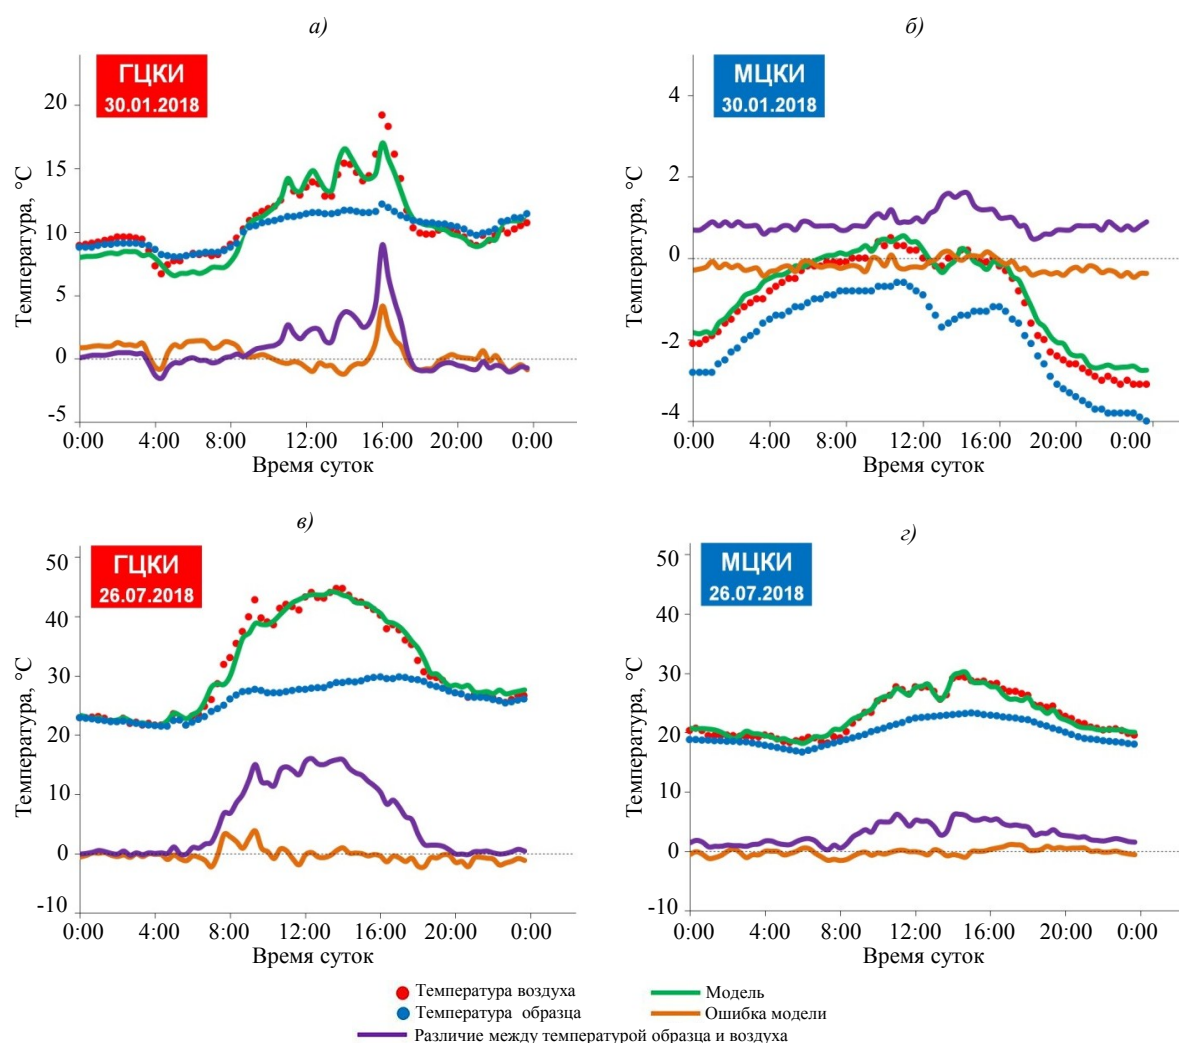 а)
ГЦКИ
30.01.2018
Температура, °С
20
15
10
5
0
-5
0:00 4:00 8:00 12:00 16:00 20:00 0:00
Время суток
б)
МЦКИ
30.01.2018
Температура, °С
4
2
0
-2
-4
0:00 4:00 8:00 12:00 16:00 20:00 0:00
Время суток
в)
ГЦКИ
26.07.2018
Температура, °С
50
40
30
20
10
0
-10
0:00 4:00 8:00 12:00 16:00 20:00 0:00
Время суток
г)
МЦКИ
26.07.2018
Температура, °С
50
40
30
20
10
0
-10
0:00 4:00 8:00 12:00 16:00 20:00 0:00
Время суток
Температура воздуха
Модель
Температура образца
Ошибка модели
Различие между температурой образца и воздуха